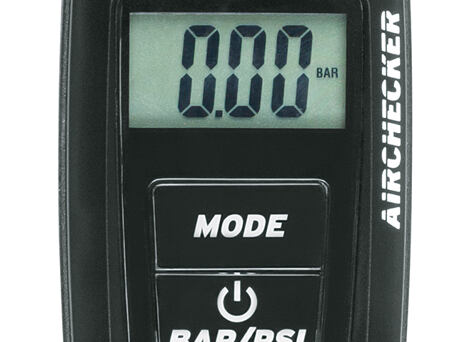 0.00 BAR
AIRCHECKER
MODE
BAR/PSI